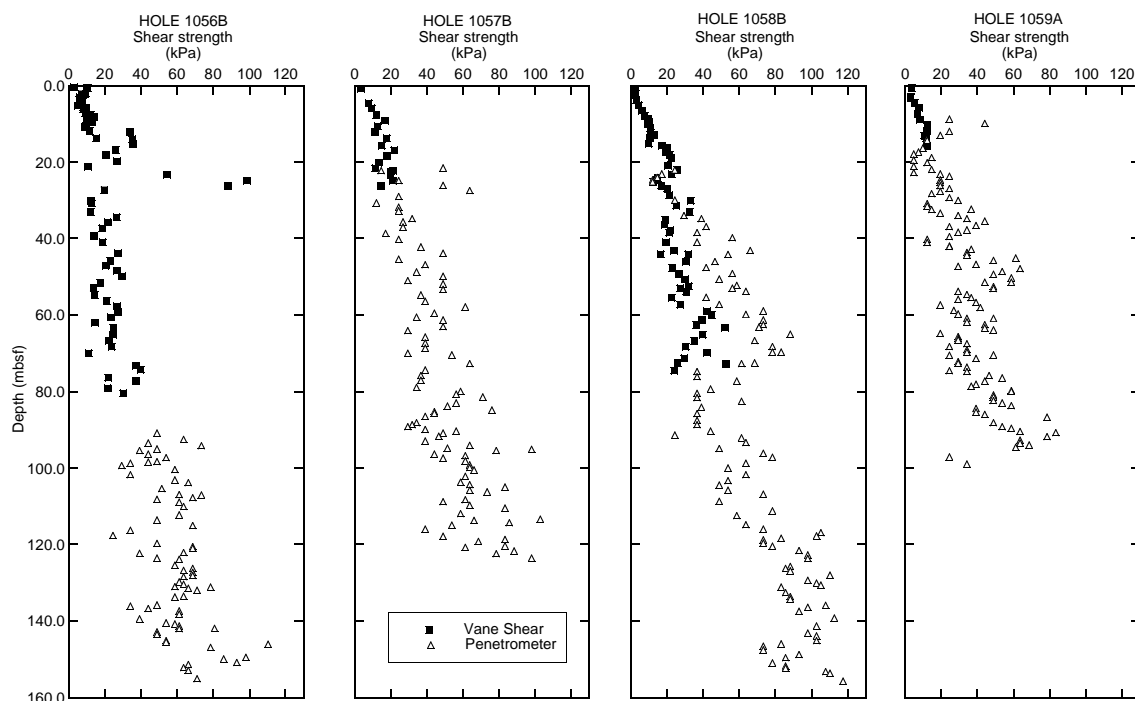 HOLE 1056B
Shear strength
(kPa)
0 20 40 60 80 100 120
HOLE 1057B
Shear strength
(kPa)
0 20 40 60 80 100 120
HOLE 1058B
Shear strength
(kPa)
0 20 40 60 80 100 120
HOLE 1059A
Shear strength
(kPa)
0 20 40 60 80 100 120
Depth (mbsf)
0.0
20.0
40.0
60.0
80.0
100.0
120.0
140.0
160.0
Vane Shear
Penetrometer